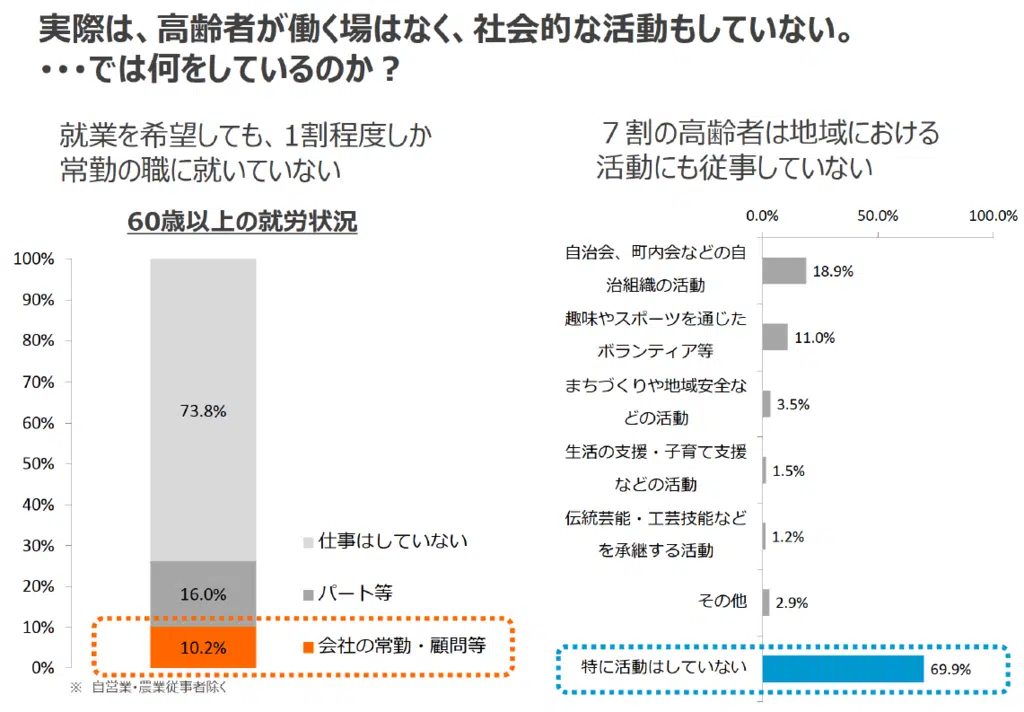 実際は、高齢者が働く場はなく、社会的な活動もしていない。
・・・では何をしているのか？
就業を希望しても、1割程度しか
常勤の職に就いていない
60歳以上の就労状況
100%
90%
80%
70%
60%
50%
40%
30%
20%
10%
0%
73.8%
16.0%
10.2%
仕事はしていない
パート等
会社の常勤・顧問等
※ 自営業・農業従事者除く
７割の高齢者は地域における
活動にも従事していない
0.0% 50.0% 100.0%
自治会、町内会などの自
治組織の活動
18.9%
趣味やスポーツを通じた
ボランティア等
11.0%
まちづくりや地域安全な
どの活動
3.5%
生活の支援・子育て支援
などの活動
1.5%
伝統芸能・工芸技能など
を承継する活動
1.2%
その他
2.9%
特に活動はしていない
69.9%